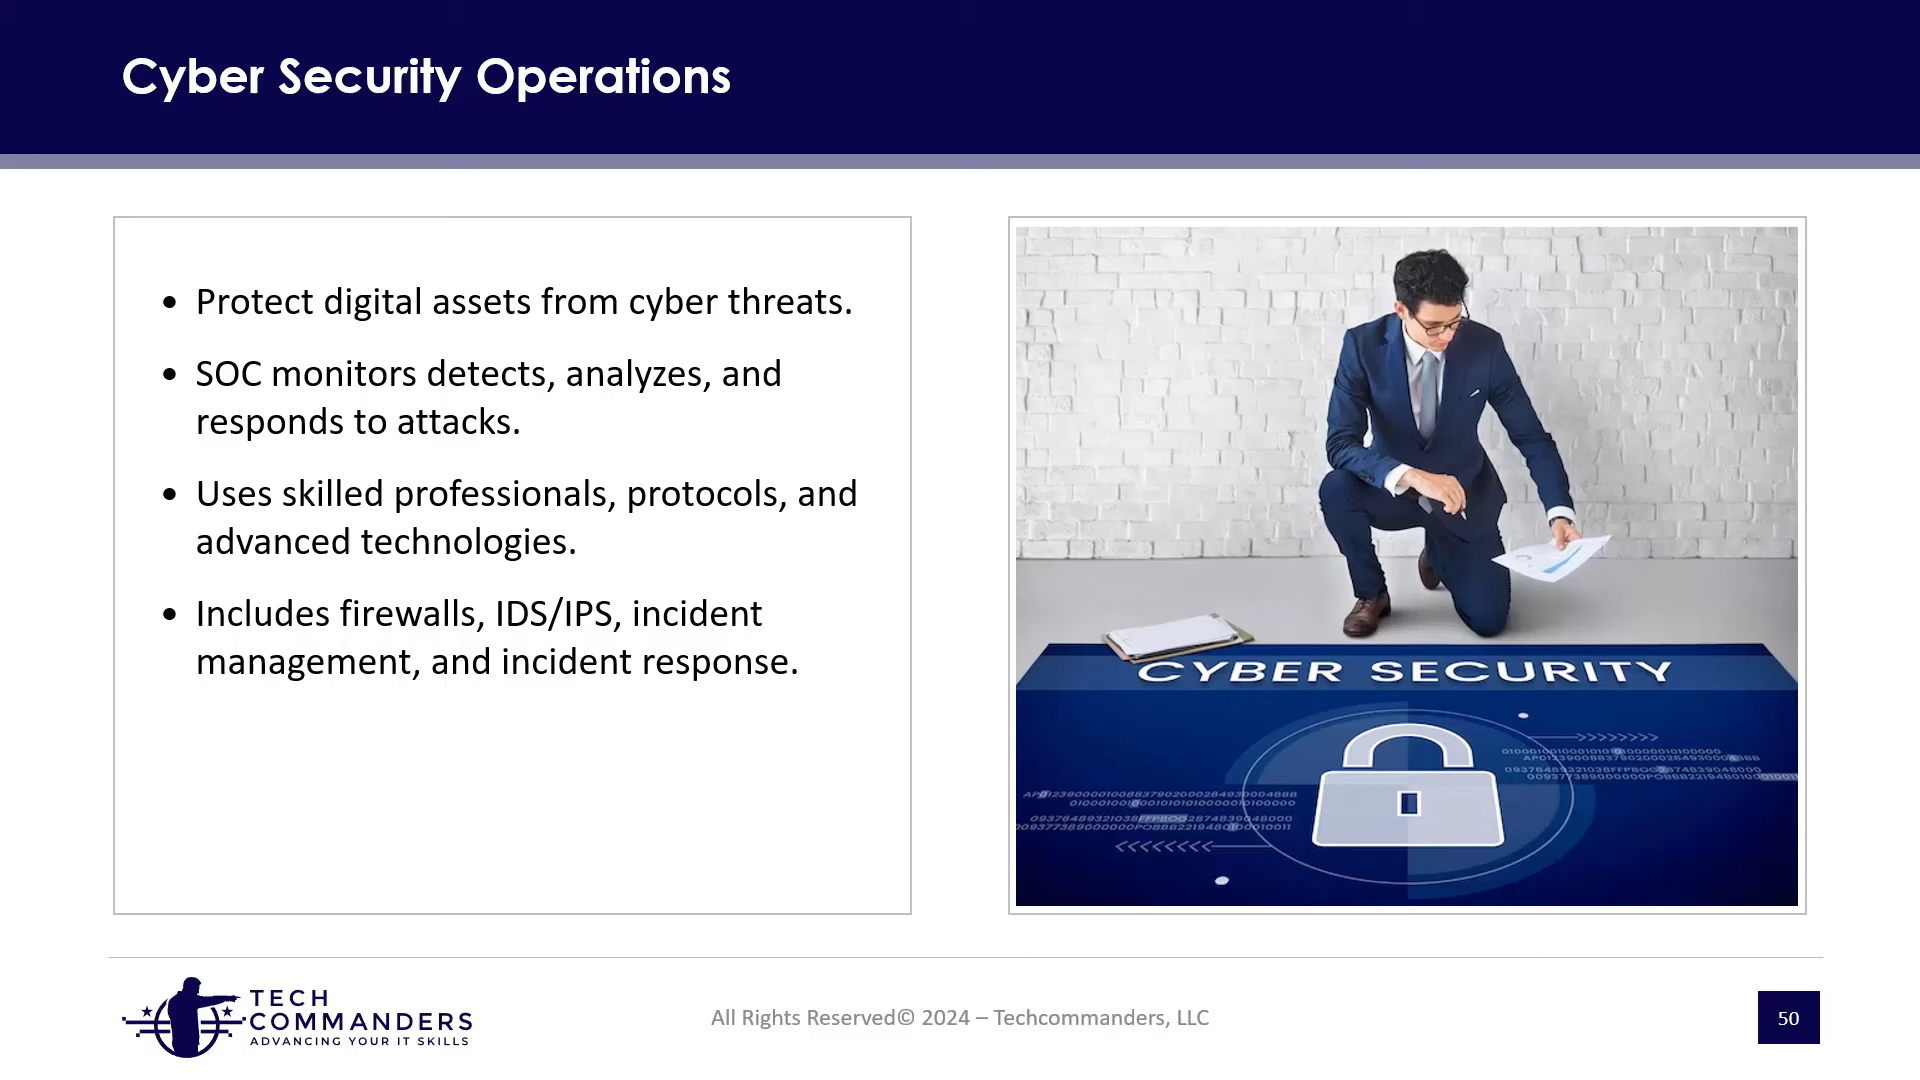 Cyber Security Operations
• Protect digital assets from cyber threats.
• SOC monitors detects, analyzes, and
responds to attacks.
• Uses skilled professionals, protocols, and
advanced technologies.
• Includes firewalls, IDS/IPS, incident
management, and incident response.
CYBER SECURITY
TECH
COMMANDERS
ADVANCING YOUR IT SKILLS
All Rights Reserved© 2024 – Techcommanders, LLC
50